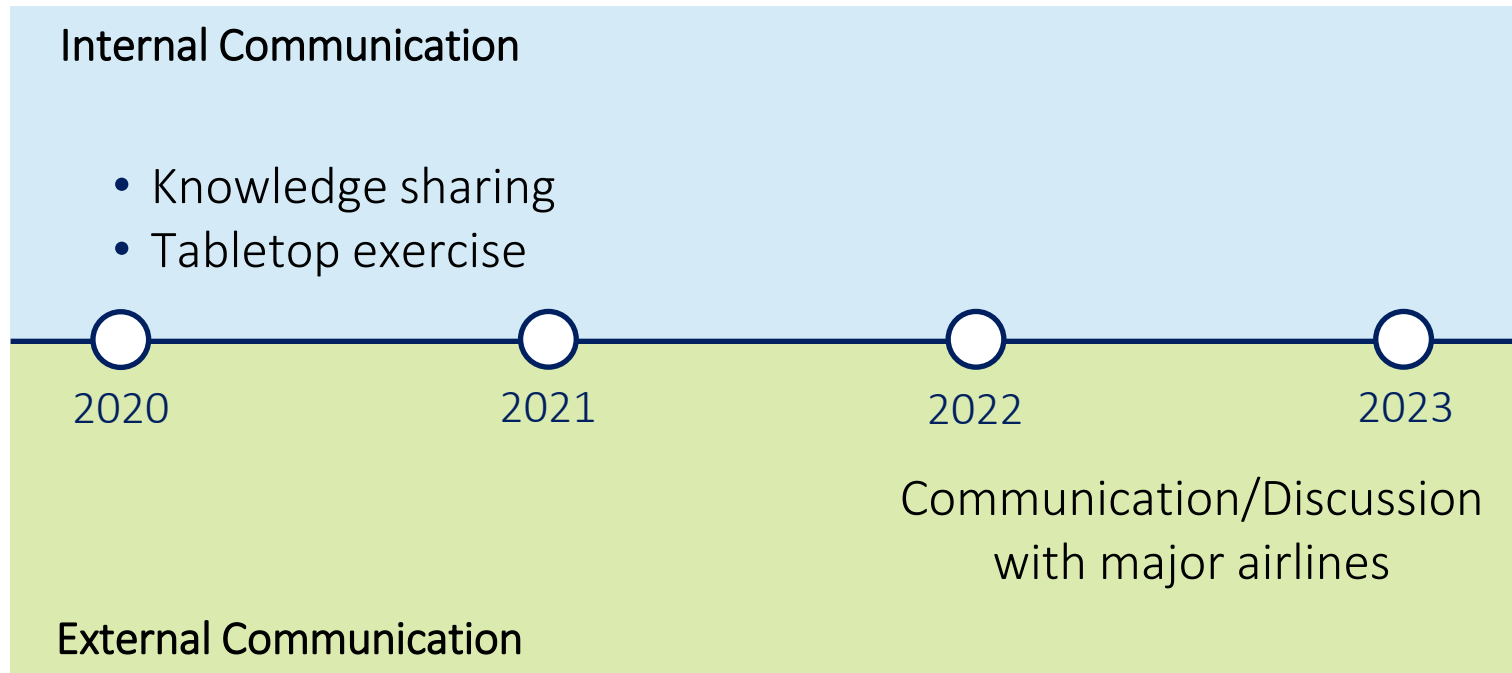 Internal Communication
• Knowledge sharing
• Tabletop exercise
2020
2021
2022
2023
Communication/Discussion
with major airlines
External Communication